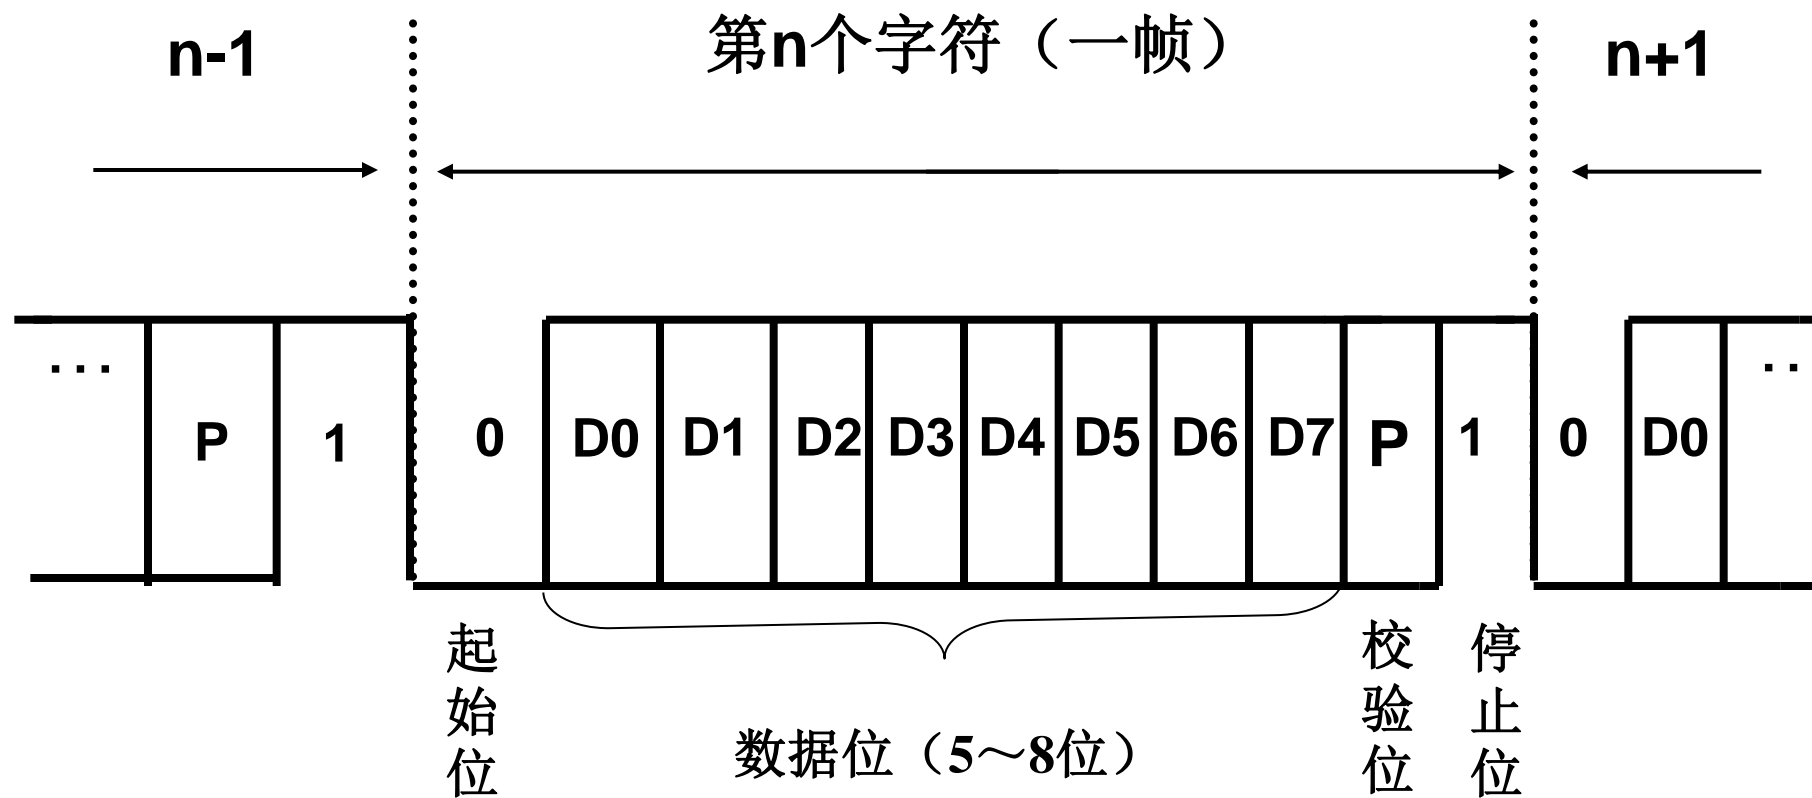 n-1
第n个字符（一帧）
n+1
...
P
1
0
D0
D1
D2
D3
D4
D5
D6
D7
P
1
0
D0
..
起始位
数据位（5～8位）
校验位
停止位